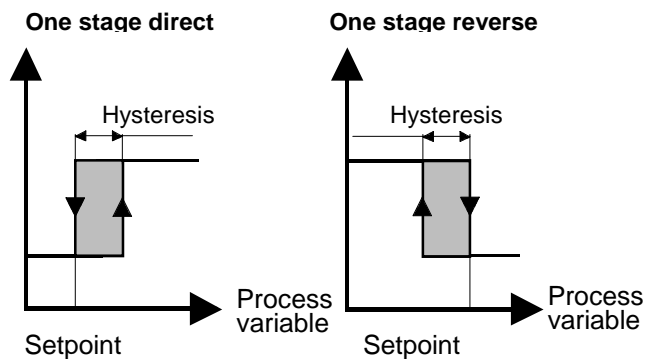 One stage direct
One stage reverse
Hysteresis
Hysteresis
Process
variable
Process
variable
Setpoint
Setpoint